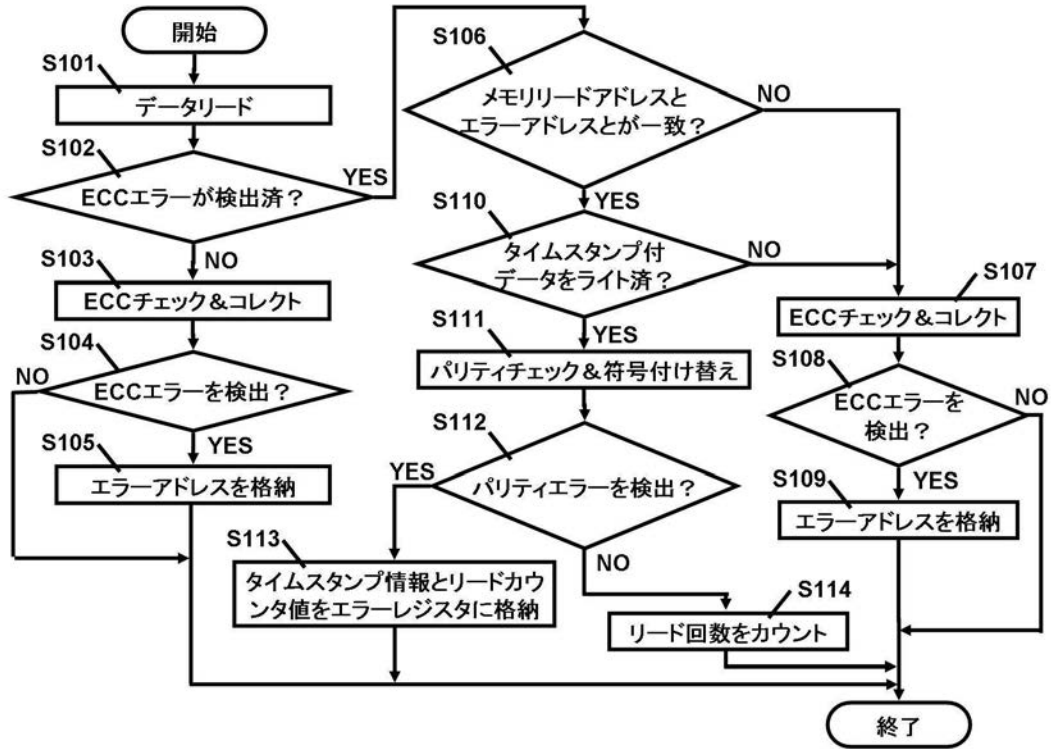 開始
S101
データリード
S102
ECCエラーが検出済？
YES
NO
S103
ECCチェック&コレクト
S104
NO
ECCエラーを検出？
YES
S105
エラーアドレスを格納
S106
メモリリードアドレスと
エラーアドレスとが一致？
NO
YES
S110
タイムスタンプ付
データをライト済？
NO
YES
S111
パリティチェック&符号付け替え
S112
YES
パリティエラーを検出？
NO
S113
タイムスタンプ情報とリードカウ
ンタ値をエラーレジスタに格納
S114
リード回数をカウント
S107
ECCチェック&コレクト
S108
ECCエラーを
検出？
NO
YES
S109
エラーアドレスを格納
終了